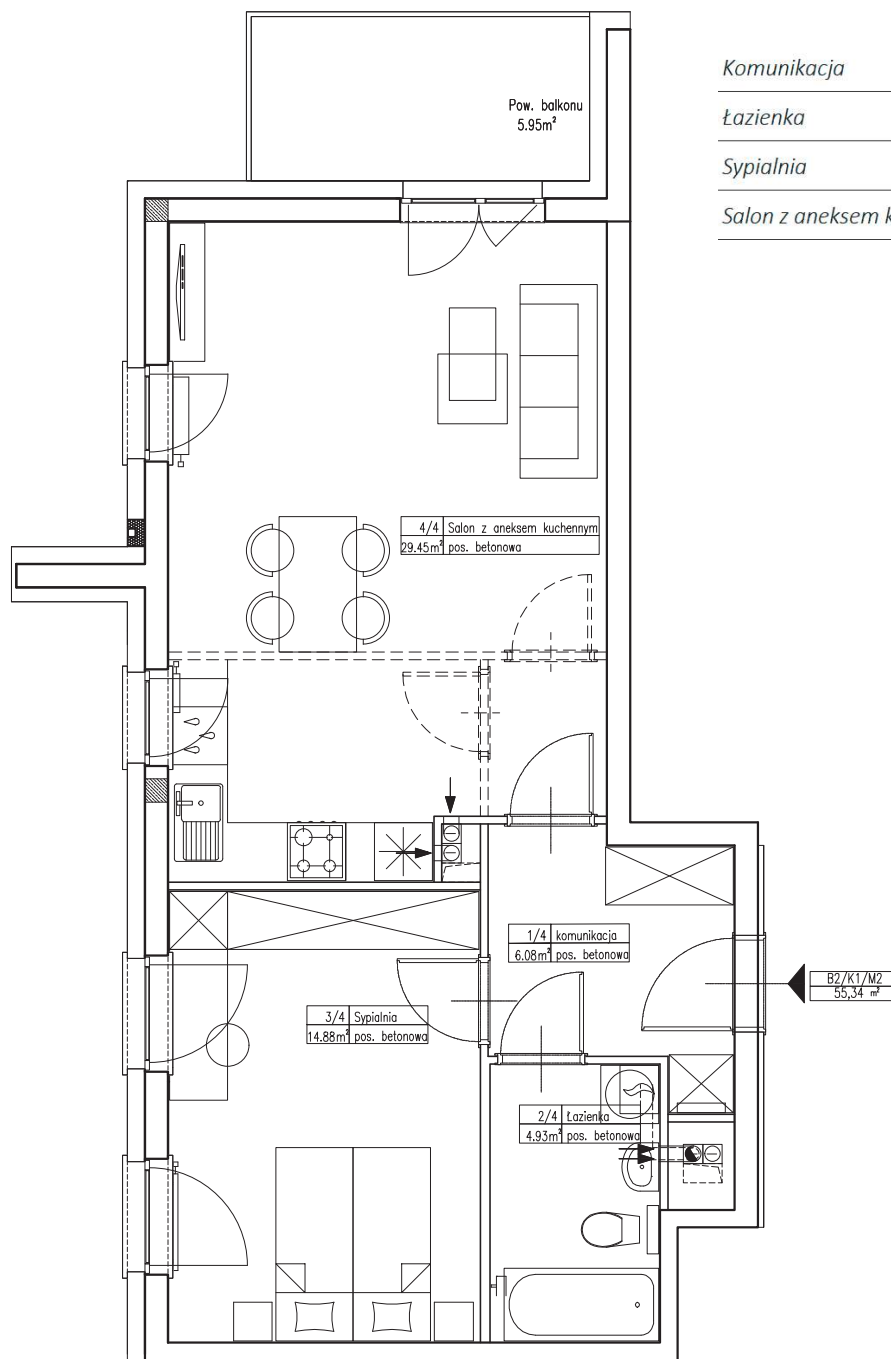 Komunikacja
Łazienka
Sypialnia
Salon z aneksem k
Pow. balkonu
5.95m²
4/4 Salon z aneksem kuchennym
29.45m² pos. betonowa
1/4 komunikacja
6.08m² pos. betonowa
B2/K1/M2
55,34 m²
3/4 Sypialnia
14.88m² pos. betonowa
2/4 Łazienka
4.93m² pos. betonowa